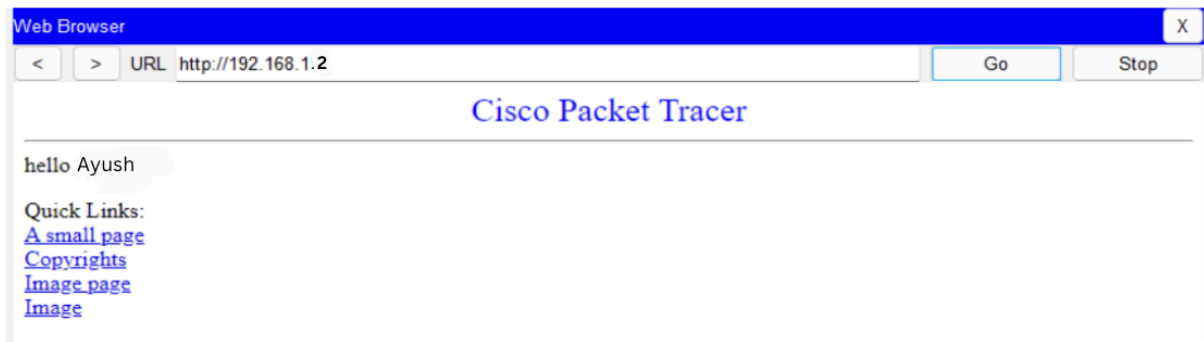 Web Browser X
< > URL http://192.168.1.2 Go Stop
Cisco Packet Tracer
hello Ayush
Quick Links:
A small page
Copyrights
Image page
Image